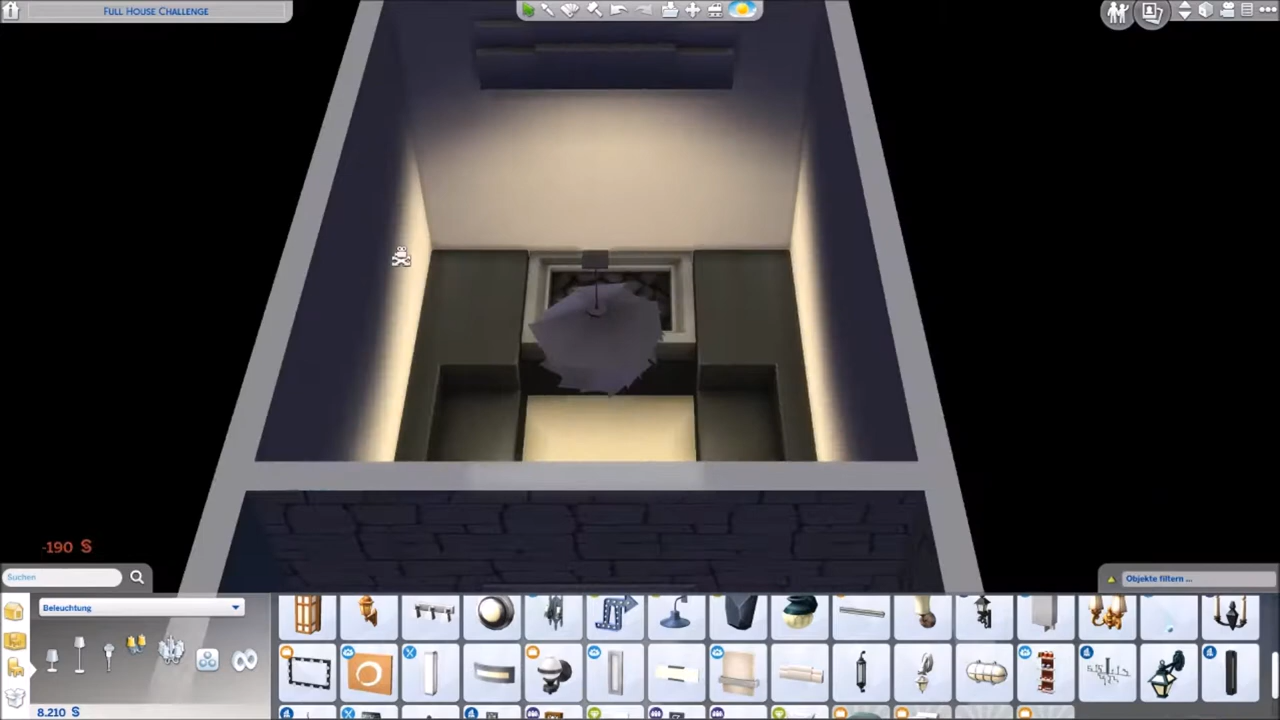 FULL HOUSE CHALLENGE
-190 $
Suchen
Objekte filtern ...
Beleuchtung
8.210 $